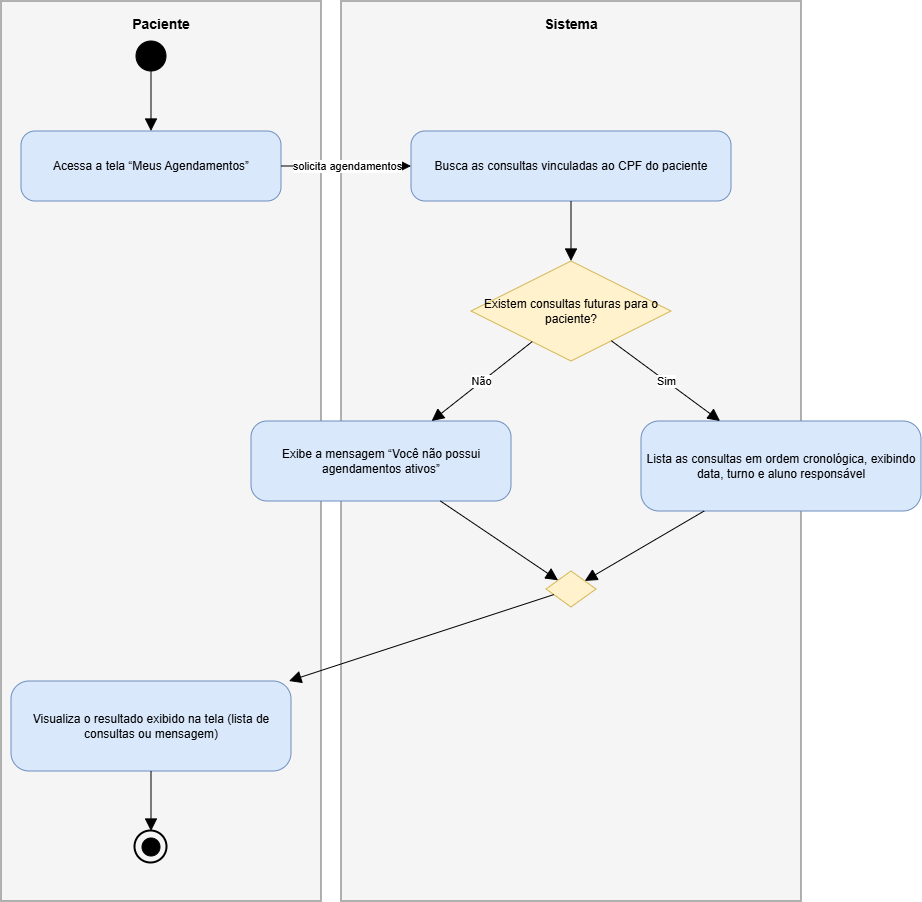 Paciente
Sistema
Acessa a tela “Meus Agendamentos”
solicita agendamentos
Busca as consultas vinculadas ao CPF do paciente
Existem consultas futuras para o
paciente?
Não
Sim
Exibe a mensagem “Você não possui
agendamentos ativos”
Lista as consultas em ordem cronológica, exibindo
data, turno e aluno responsável
Visualiza o resultado exibido na tela (lista de
consultas ou mensagem)